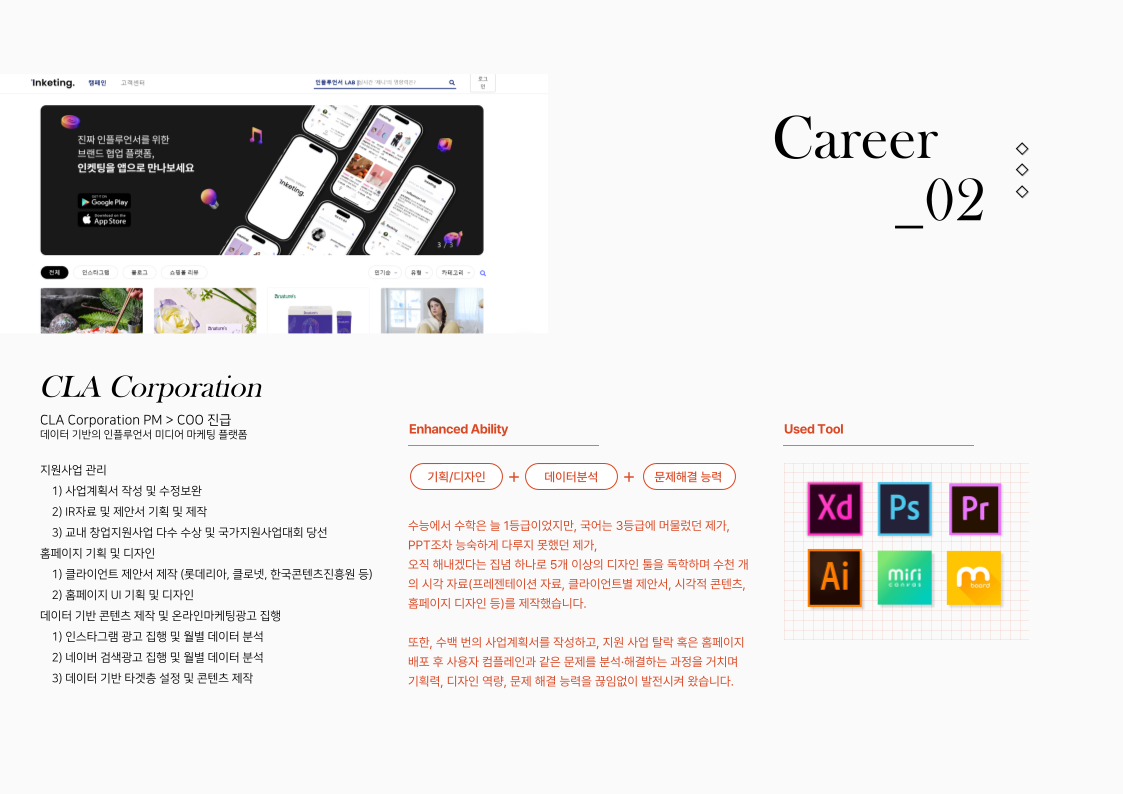 'Inketing.
캠페인
고객센터
인플루언서 LAB
로그
인
진짜 인플루언서를 위한
브랜드 협업 플랫폼,
인켓팅을 앱으로 만나보세요
GET IT ON
Google Play
Download on the
App Store
'Inketing.
'Inketing.
3 / 3
전체
인스타그램
블로그
쇼핑몰 리뷰
인기순
유형
카테고리
Bnature's
Career
_02
CLA Corporation
CLA Corporation PM > COO 진급
데이터 기반의 인플루언서 미디어 마케팅 플랫폼
지원사업 관리
1) 사업계획서 작성 및 수정보완
2) IR자료 및 제안서 기획 및 제작
3) 교내 창업지원사업 다수 수상 및 국가지원사업대회 당선
홈페이지 기획 및 디자인
1) 클라이언트 제안서 제작 (롯데리아, 클로넷, 한국콘텐츠진흥원 등)
2) 홈페이지 UI 기획 및 디자인
데이터 기반 콘텐츠 제작 및 온라인마케팅광고 집행
1) 인스타그램 광고 집행 및 월별 데이터 분석
2) 네이버 검색광고 집행 및 월별 데이터 분석
3) 데이터 기반 타겟층 설정 및 콘텐츠 제작
Enhanced Ability
기획/디자인 + 데이터분석 + 문제해결 능력
수능에서 수학은 늘 1등급이었지만, 국어는 3등급에 머물렀던 제가,
PPT조차 능숙하게 다루지 못했던 제가,
오직 해내겠다는 집념 하나로 5개 이상의 디자인 툴을 독학하며 수천 개
의 시각 자료(프레젠테이션 자료, 클라이언트별 제안서, 시각적 콘텐츠,
홈페이지 디자인 등)를 제작했습니다.
또한, 수백 번의 사업계획서를 작성하고, 지원 사업 탈락 혹은 홈페이지
배포 후 사용자 컴플레인과 같은 문제를 분석·해결하는 과정을 거치며
기획력, 디자인 역량, 문제 해결 능력을 끊임없이 발전시켜 왔습니다.
Used Tool
Xd
Ps
Pr
Ai
miri
canvas
m
board